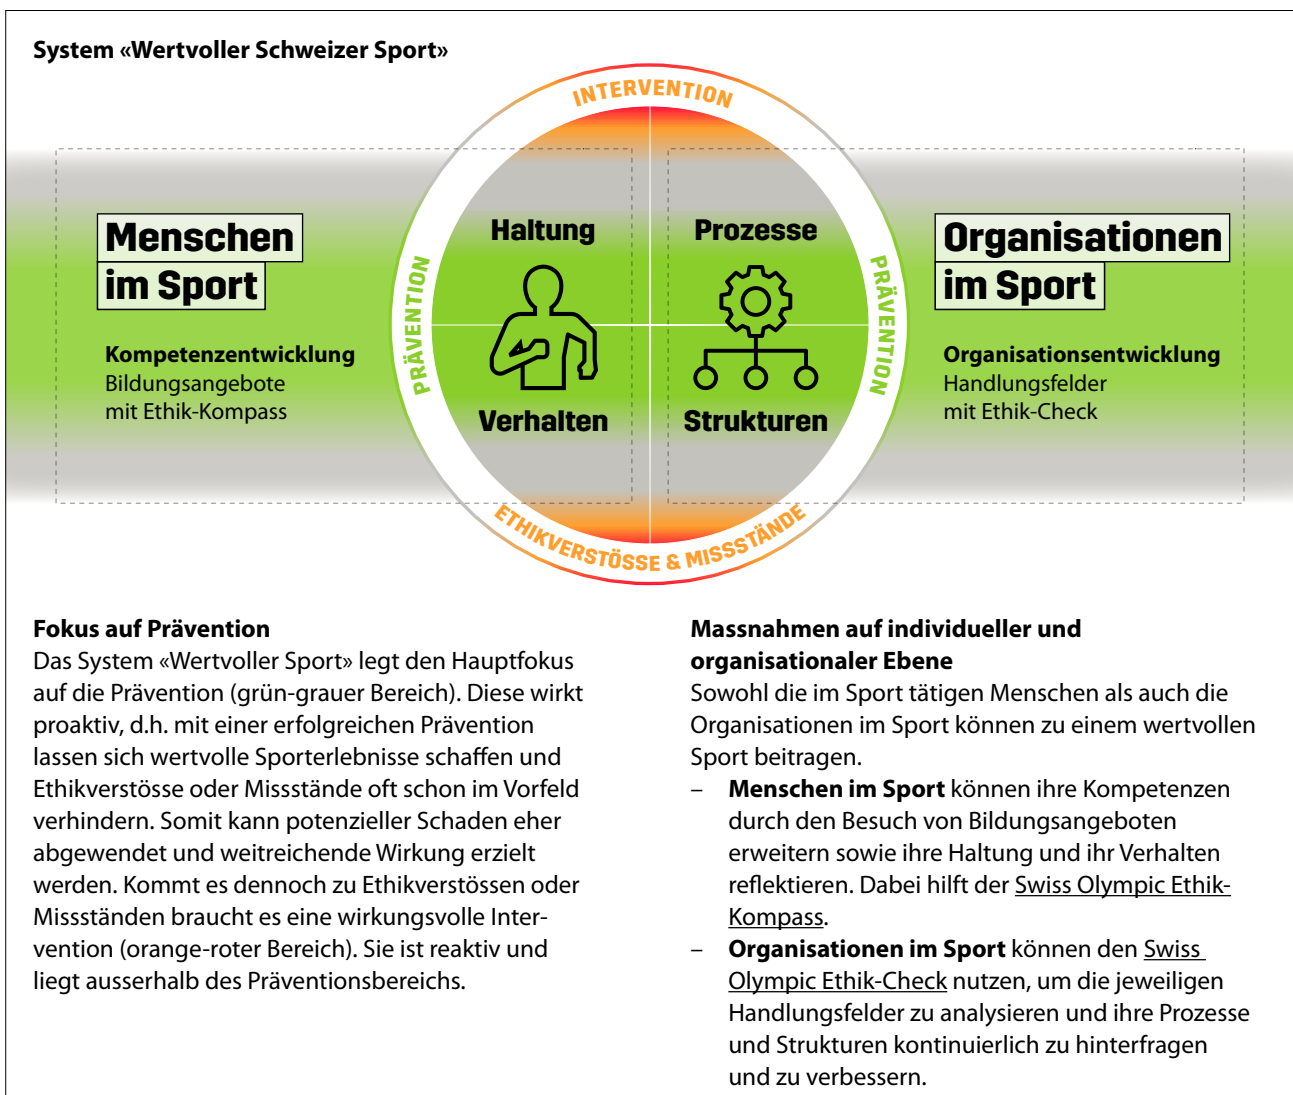 System «Wertvoller Schweizer Sport»
INTERVENTION
PRÄVENTION
Menschen
im Sport
Kompetenzentwicklung
Bildungsangebote
mit Ethik-Kompass
Haltung
Verhalten
Prozesse
Strukturen
PRÄVENTION
Organisationen
im Sport
Organisationsentwicklung
Handlungsfelder
mit Ethik-Check
ETHIKVERSTÖSSE & MISSSTÄNDE
Fokus auf Prävention
Das System «Wertvoller Sport» legt den Hauptfokus
auf die Prävention (grün-grauer Bereich). Diese wirkt
proaktiv, d.h. mit einer erfolgreichen Prävention
lassen sich wertvolle Sporterlebnisse schaffen und
Ethikverstösse oder Missstände oft schon im Vorfeld
verhindern. Somit kann potenzieller Schaden eher
abgewendet und weitreichende Wirkung erzielt
werden. Kommt es dennoch zu Ethikverstössen oder
Missständen braucht es eine wirkungsvolle Inter-
vention (orange-roter Bereich). Sie ist reaktiv und
liegt ausserhalb des Präventionsbereichs.
Massnahmen auf individueller und
organisationaler Ebene
Sowohl die im Sport tätigen Menschen als auch die
Organisationen im Sport können zu einem wertvollen
Sport beitragen.
– Menschen im Sport können ihre Kompetenzen
durch den Besuch von Bildungsangeboten
erweitern sowie ihre Haltung und ihr Verhalten
reflektieren. Dabei hilft der Swiss Olympic Ethik-
Kompass.
– Organisationen im Sport können den Swiss
Olympic Ethik-Check nutzen, um die jeweiligen
Handlungsfelder zu analysieren und ihre Prozesse
und Strukturen kontinuierlich zu hinterfragen
und zu verbessern.